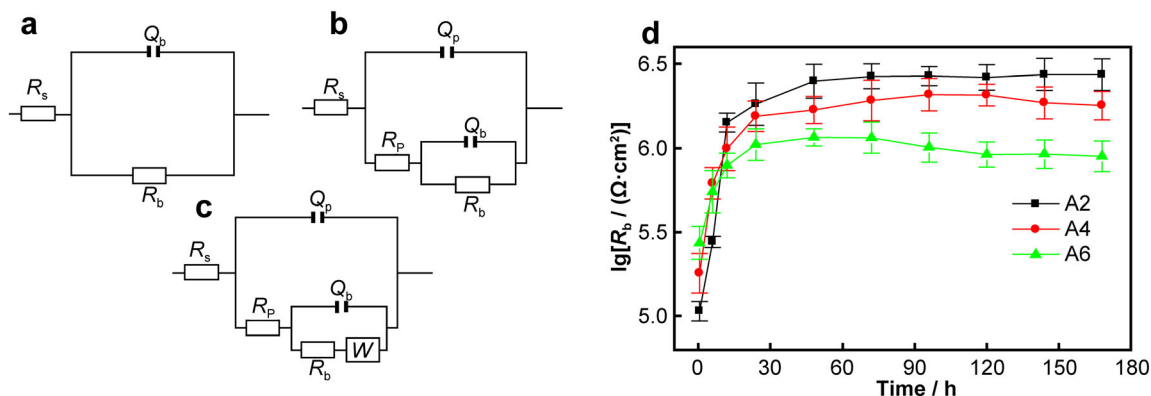 a
Qb
Rs
Rb
b
Qp
Rs
RP
Qb
Rb
c
Qp
Rs
RP
Qb
Rb
W
d
lg[Rb / (Ω·cm²)]
6.5
6.0
5.5
5.0
A2
A4
A6
0 30 60 90 120 150 180
Time / h